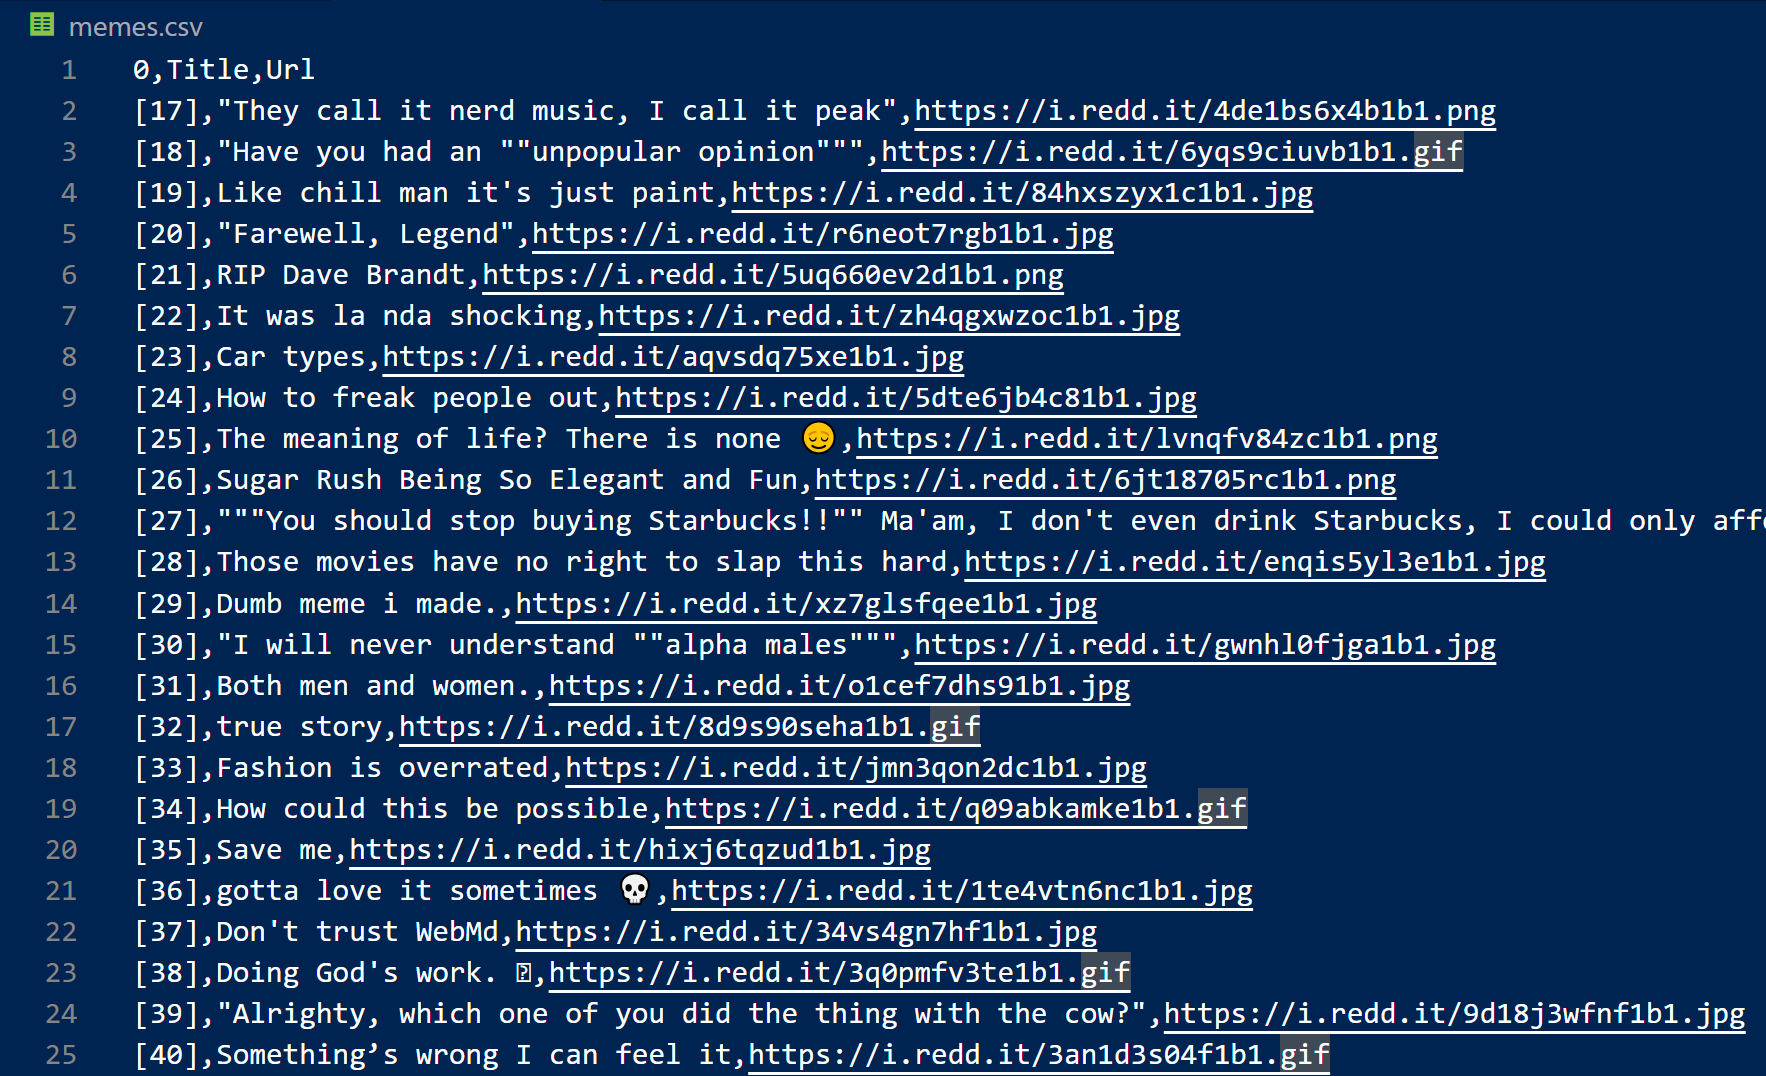 memes.csv
1 0,Title,Url
2 [17],"They call it nerd music, I call it peak",https://i.redd.it/4de1bs6x4b1b1.png
3 [18],"Have you had an ""unpopular opinion""",https://i.redd.it/6yqs9ciuvb1b1.gif
4 [19],Like chill man it's just paint,https://i.redd.it/84hxszyx1c1b1.jpg
5 [20],"Farewell, Legend",https://i.redd.it/r6neot7rgb1b1.jpg
6 [21],RIP Dave Brandt,https://i.redd.it/5uq660ev2d1b1.png
7 [22],It was la nda shocking,https://i.redd.it/zh4qgxwzoc1b1.jpg
8 [23],Car types,https://i.redd.it/aqvsdq75xe1b1.jpg
9 [24],How to freak people out,https://i.redd.it/5dte6jb4c81b1.jpg
10 [25],The meaning of life? There is none 😌,https://i.redd.it/lvnqfv84zc1b1.png
11 [26],Sugar Rush Being So Elegant and Fun,https://i.redd.it/6jt18705rc1b1.png
12 [27],"""You should stop buying Starbucks!!"" Ma'am, I don't even drink Starbucks, I could only
13 [28],Those movies have no right to slap this hard,https://i.redd.it/enqis5yl3e1b1.jpg
14 [29],Dumb meme i made.,https://i.redd.it/xz7glsfqee1b1.jpg
15 [30],"I will never understand ""alpha males""",https://i.redd.it/gwnhl0fjga1b1.jpg
16 [31],Both men and women.,https://i.redd.it/o1cef7dhs91b1.jpg
17 [32],true story,https://i.redd.it/8d9s90seha1b1.gif
18 [33],Fashion is overrated,https://i.redd.it/jmn3qon2dc1b1.jpg
19 [34],How could this be possible,https://i.redd.it/q09abkamke1b1.gif
20 [35],Save me,https://i.redd.it/hixj6tqzud1b1.jpg
21 [36],gotta love it sometimes 💀,https://i.redd.it/1te4vtn6nc1b1.jpg
22 [37],Don't trust WebMd,https://i.redd.it/34vs4gn7hf1b1.jpg
23 [38],Doing God's work. ,https://i.redd.it/3q0pmfv3te1b1.gif
24 [39],"Alrighty, which one of you did the thing with the cow?",https://i.redd.it/9d18j3wfnf1b1.jpg
25 [40],Something’s wrong I can feel it,https://i.redd.it/3an1d3s04f1b1.gif